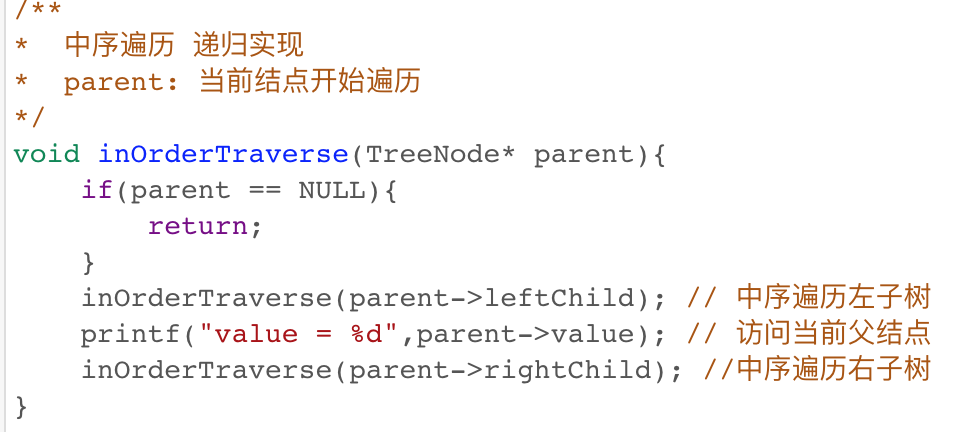 /**
*  中序遍历 递归实现
*  parent: 当前结点开始遍历
*/
void inOrderTraverse(TreeNode* parent){
    if(parent == NULL){
        return;
    }
    inOrderTraverse(parent->leftChild); // 中序遍历左子树
    printf("value = %d",parent->value); // 访问当前父结点
    inOrderTraverse(parent->rightChild); //中序遍历右子树
}